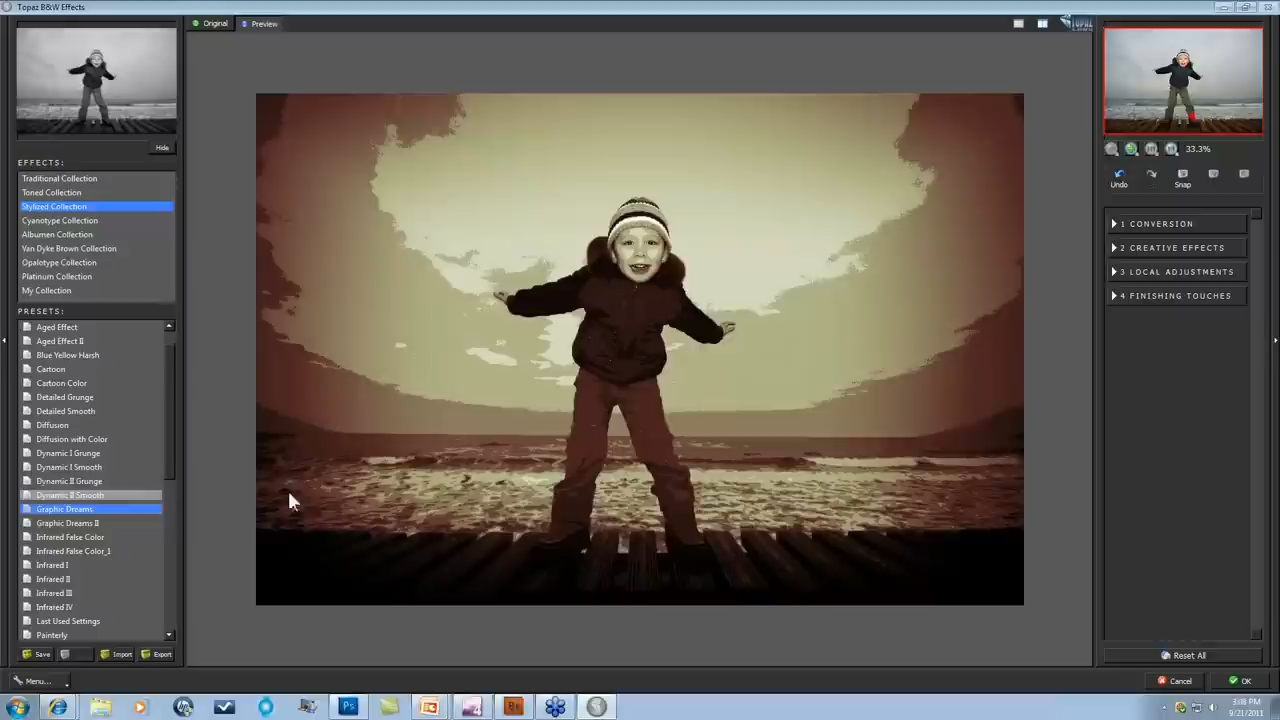 Topaz B&W Effects
Original
Preview
TOPAZ
Hide
EFFECTS:
Traditional Collection
Toned Collection
Stylized Collection
Cyanotype Collection
Albumen Collection
Van Dyke Brown Collection
Opalotype Collection
Platinum Collection
My Collection
PRESETS:
Aged Effect
Aged Effect II
Blue Yellow Harsh
Cartoon
Cartoon Color
Detailed Grunge
Detailed Smooth
Diffusion
Diffusion with Color
Dynamic I Grunge
Dynamic I Smooth
Dynamic II Grunge
Dynamic II Smooth
Graphic Dreams
Graphic Dreams II
Infrared False Color
Infrared False Color_1
Infrared I
Infrared II
Infrared III
Infrared IV
Last Used Settings
Painterly
Save
Import
Export
Menu...
33.3%
Undo
Snap
1 CONVERSION
2 CREATIVE EFFECTS
3 LOCAL ADJUSTMENTS
4 FINISHING TOUCHES
Reset All
Cancel
OK
Ps
Br
3:08 PM
9/21/2011